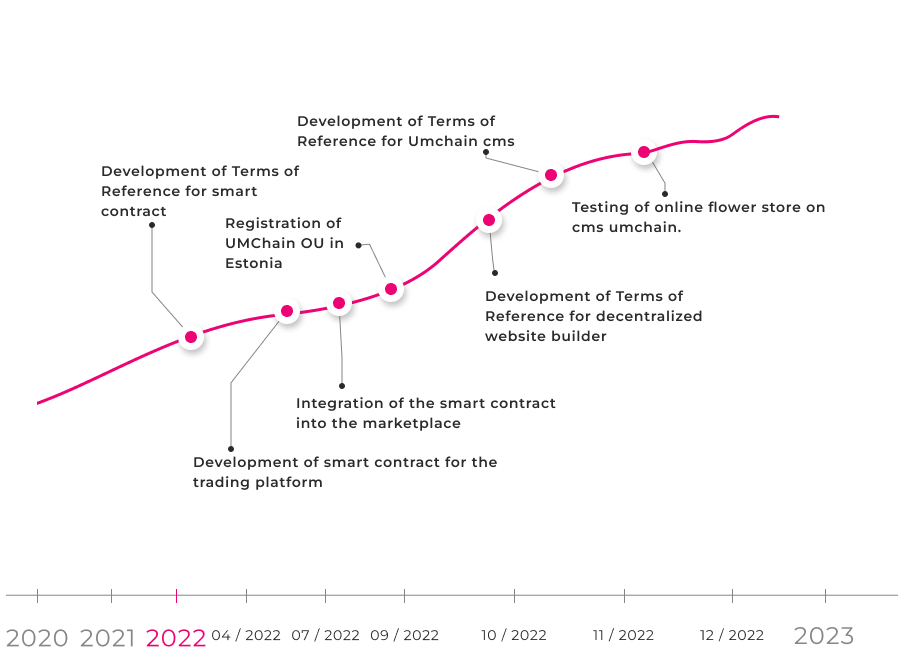 Development of Terms of
Reference for Umchain cms
Development of Terms of
Reference for smart
contract
Registration of
UMChain OU in
Estonia
Testing of online flower store on
cms umchain.
Development of Terms of
Reference for decentralized
website builder
Integration of the smart contract
into the marketplace
Development of smart contract for the
trading platform
2020 2021 2022 04 / 2022 07 / 2022 09 / 2022 10 / 2022 11 / 2022 12 / 2022 2023